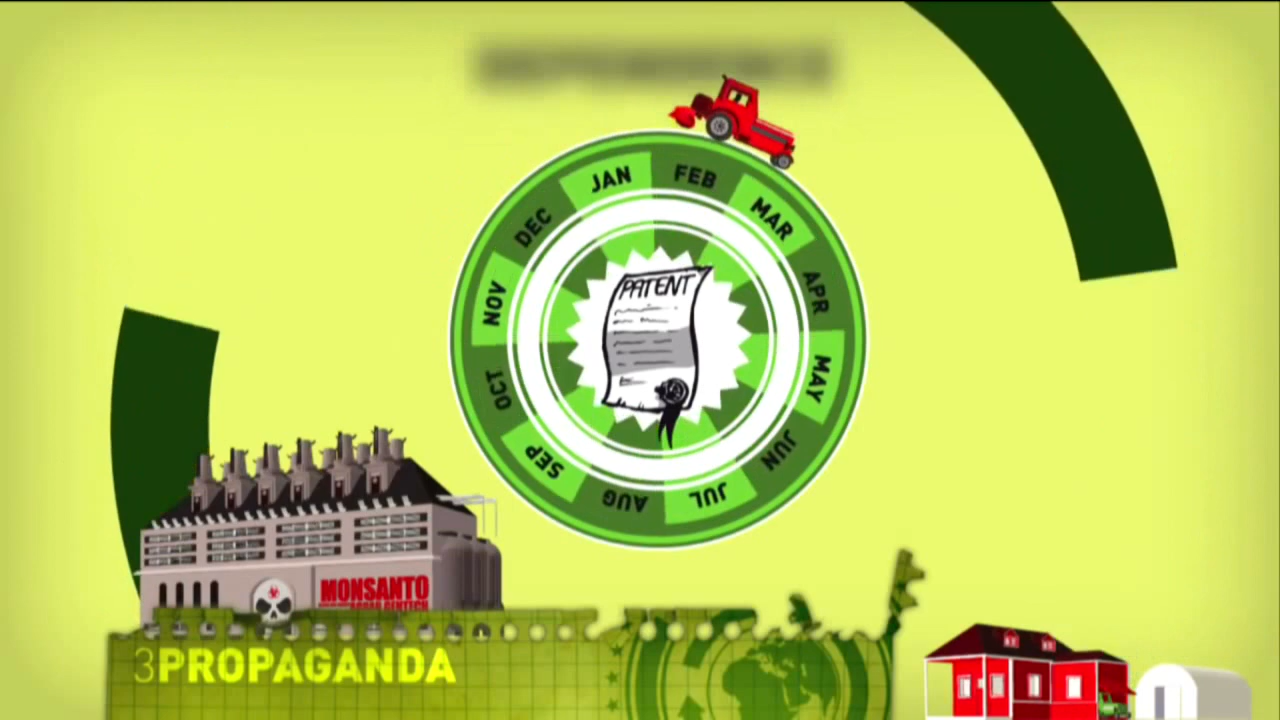 JAN
FEB
MAR
APR
MAY
JUN
JUL
AUG
SEP
OCT
NOV
DEC
PATENT
MONSANTO
3PROPAGANDA